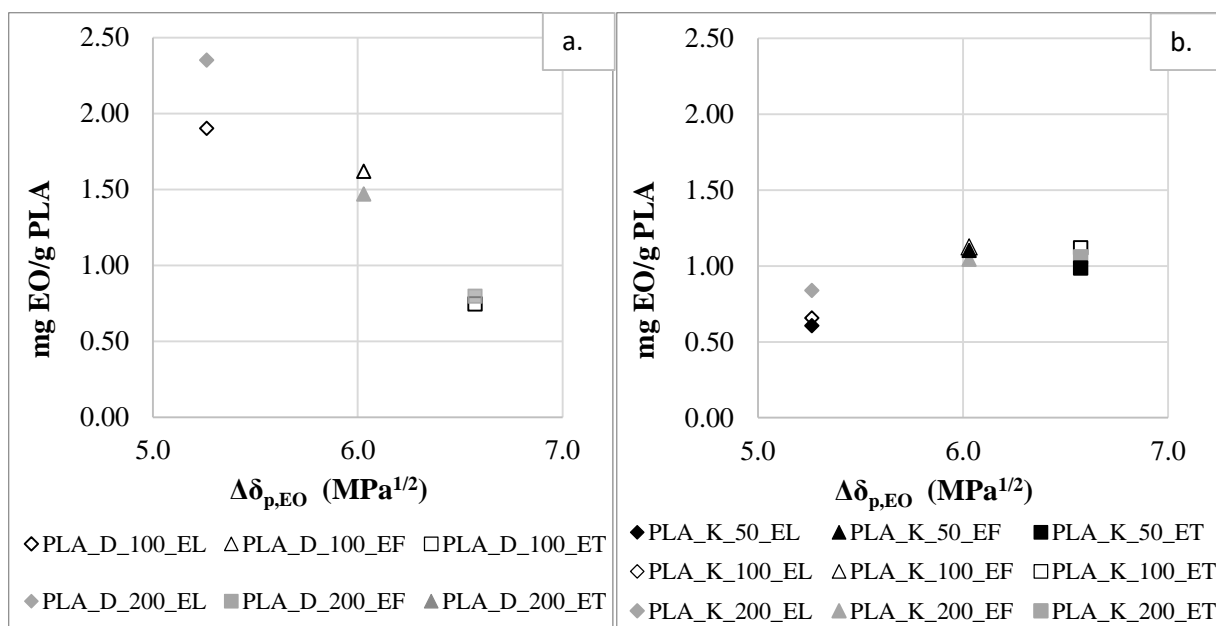 a.
mg EO/g PLA
2.50
2.00
1.50
1.00
0.50
0.00
5.0 6.0 7.0
Δδp,EO (MPa1/2)
PLA_D_100_EL PLA_D_100_EF PLA_D_100_ET
PLA_D_200_EL PLA_D_200_EF PLA_D_200_ET
b.
mg EO/g PLA
2.50
2.00
1.50
1.00
0.50
0.00
5.0 6.0 7.0
Δδp,EO (MPa1/2)
PLA_K_50_EL PLA_K_50_EF PLA_K_50_ET
PLA_K_100_EL PLA_K_100_EF PLA_K_100_ET
PLA_K_200_EL PLA_K_200_EF PLA_K_200_ET